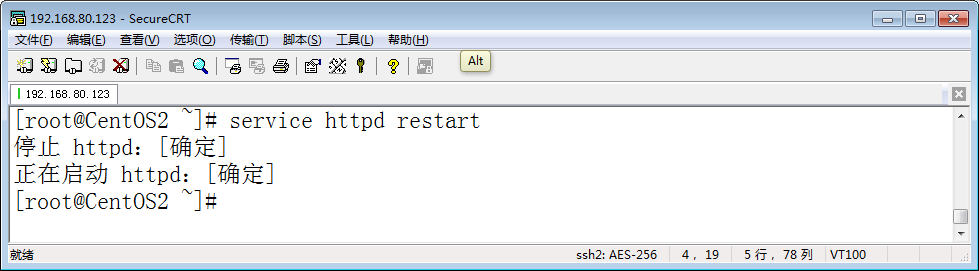 192.168.80.123 - SecureCRT
文件(F) 编辑(E) 查看(V) 选项(O) 传输(T) 脚本(S) 工具(L) 帮助(H)
Alt
192.168.80.123
[root@CentOS2 ~]# service httpd restart
停止 httpd：[确定]
正在启动 httpd：[确定]
[root@CentOS2 ~]#
就绪 ssh2: AES-256 4， 19 5 行， 78 列 VT100